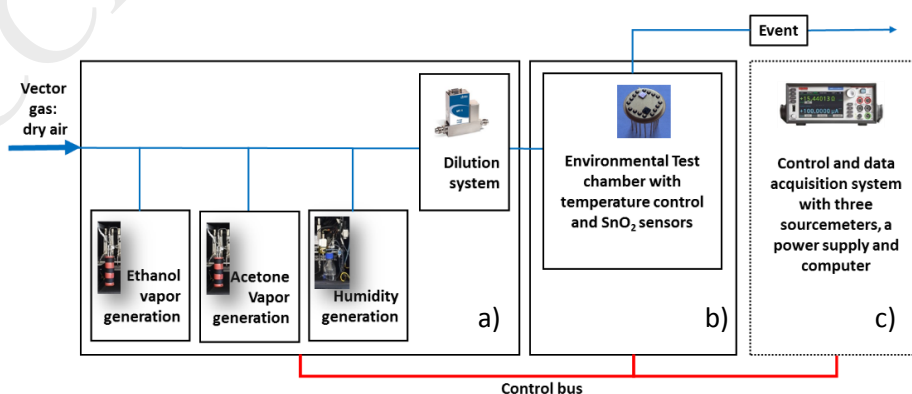 Event
Vector
gas:
dry air
Dilution
system
Environmental Test
chamber with
temperature control
and SnO₂ sensors
Control and data
acquisition system
with three
sourcemeters, a
power supply and
computer
Ethanol
vapor
generation
Acetone
Vapor
generation
Humidity
generation
a)
b)
c)
Control bus